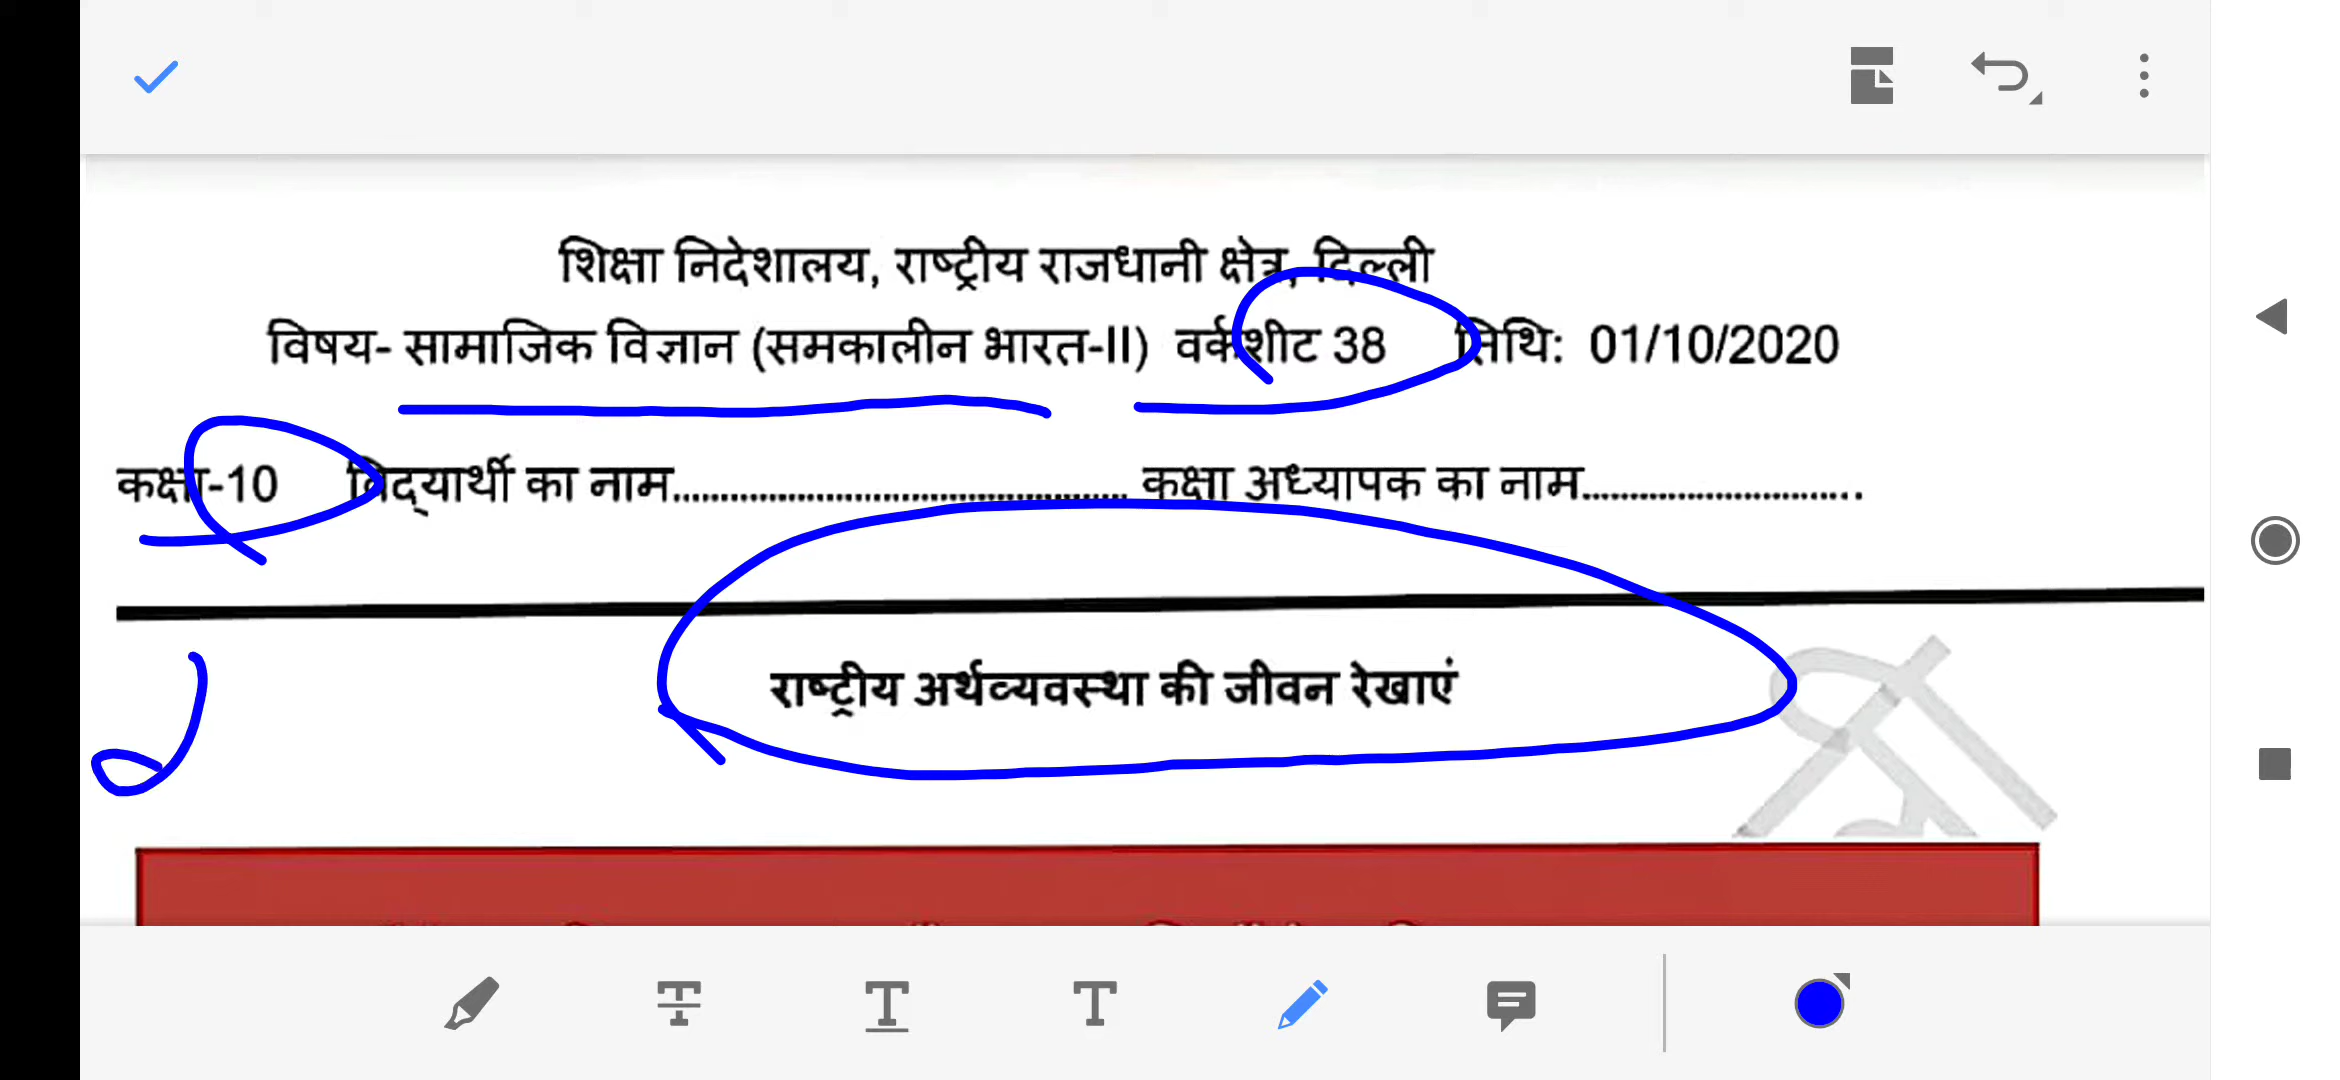 शिक्षा निदेशालय, राष्ट्रीय राजधानी क्षेत्र, दिल्ली
विषय- सामाजिक विज्ञान (समकालीन भारत-II) वर्कशीट 38 तिथि: 01/10/2020
कक्षा-10 विद्यार्थी का नाम............................................. कक्षा अध्यापक का नाम............................
राष्ट्रीय अर्थव्यवस्था की जीवन रेखाएं